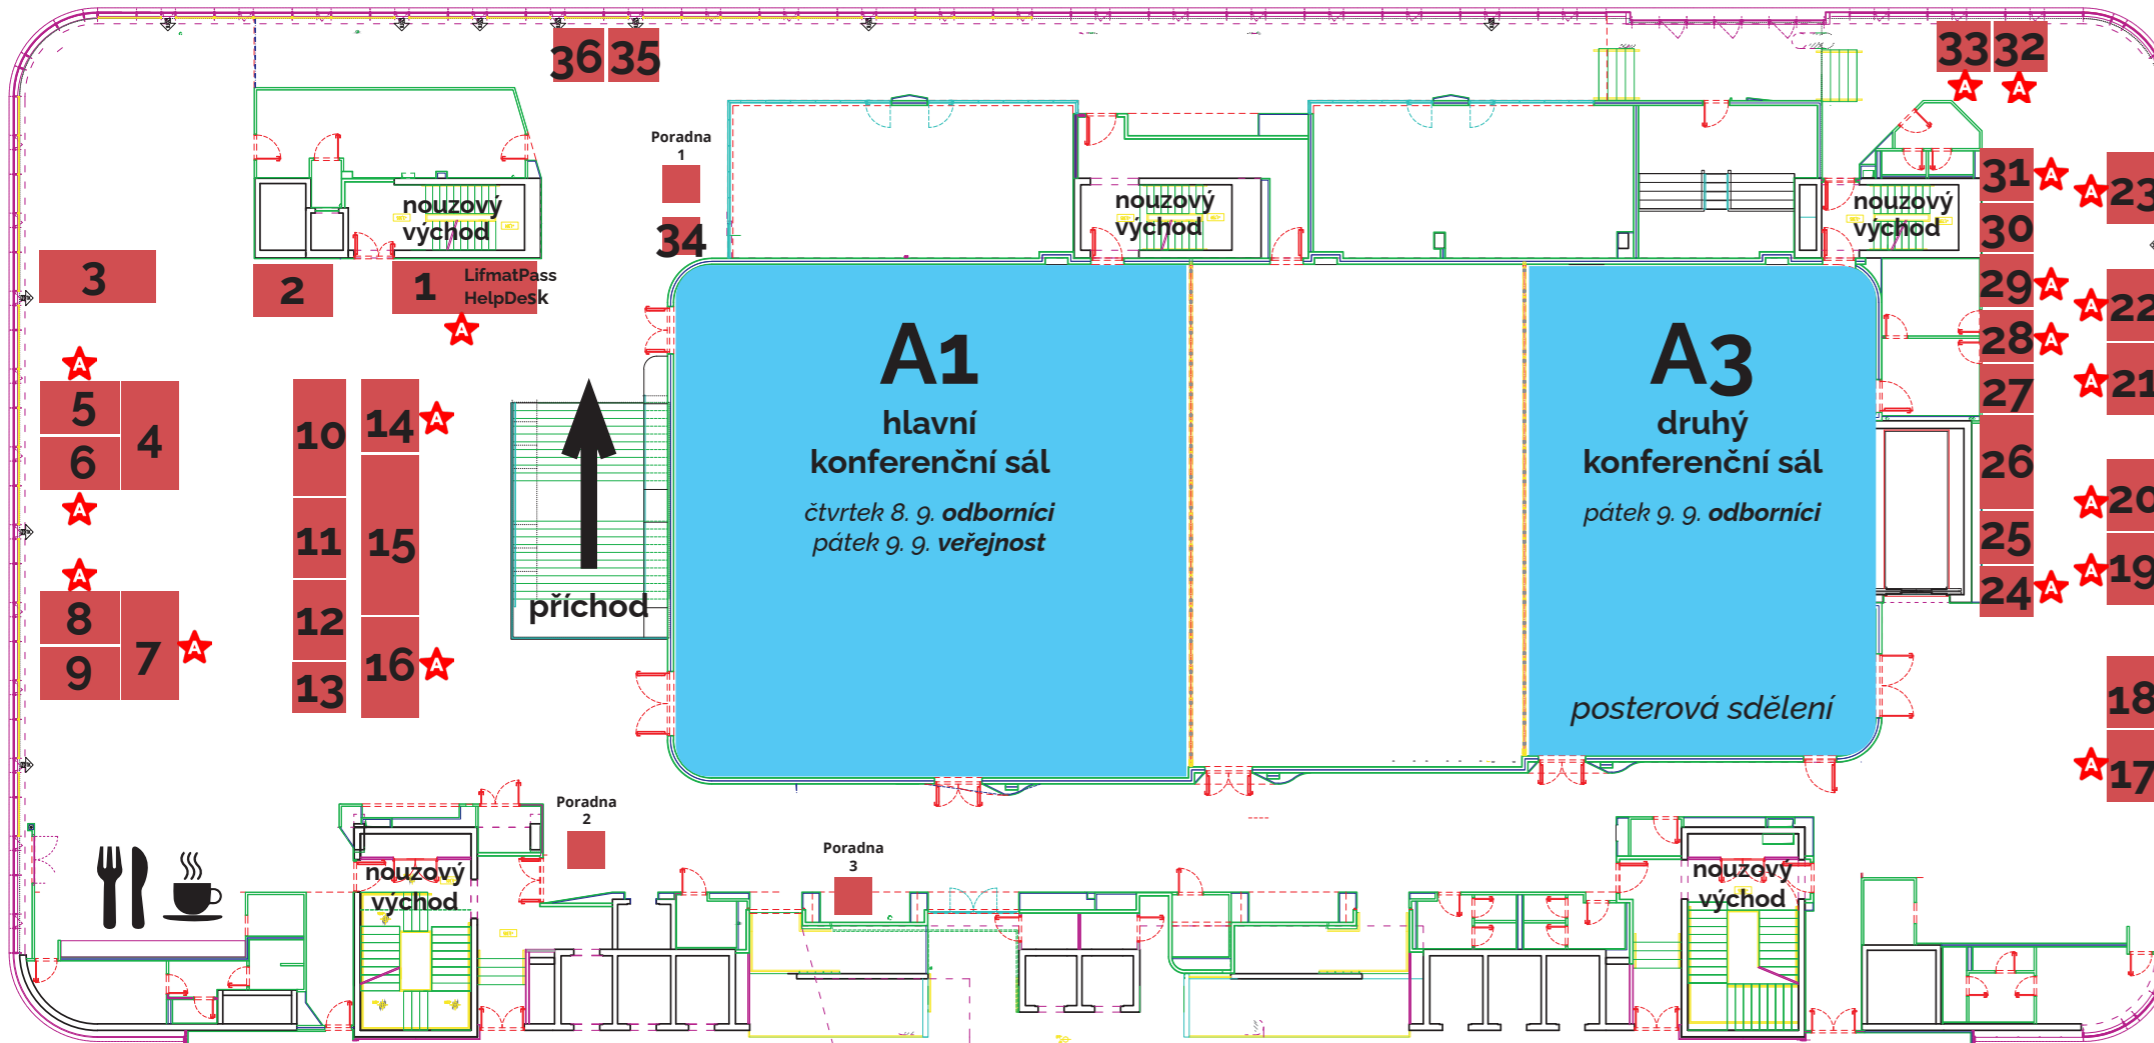 36 35
33 32
Poradna
1
34
nouzový
východ
nouzový
východ
nouzový
východ
3
2
1 LifmatPass
HelpDesk
A
A
A
31 A
30
29 A
28 A
27
26
25
24 A
A 23
A 22
A 21
A 20
A 19
18
A 17
A
5
6
4
A
A
8
9
7 A
10
11
12
13
14 A
15
16 A
příchod
A1
hlavní
konferenční sál
čtvrtek 8. 9. odborníci
pátek 9. 9. veřejnost
A3
druhý
konferenční sál
pátek 9. 9. odborníci
posterová sdělení
Poradna
2
Poradna
3
nouzový
východ
nouzový
východ